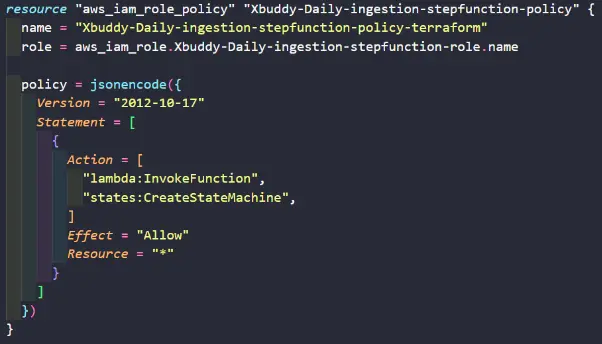 resource "aws_iam_role_policy" "Xbuddy-Daily-ingestion-stepfunction-policy" {
  name = "Xbuddy-Daily-ingestion-stepfunction-policy-terraform"
  role = aws_iam_role.Xbuddy-Daily-ingestion-stepfunction-role.name

  policy = jsonencode({
    Version = "2012-10-17"
    Statement = [
      {
        Action = [
          "lambda:InvokeFunction",
          "states:CreateStateMachine",
        ]
        Effect = "Allow"
        Resource = "*"
      }
    ]
  })
}